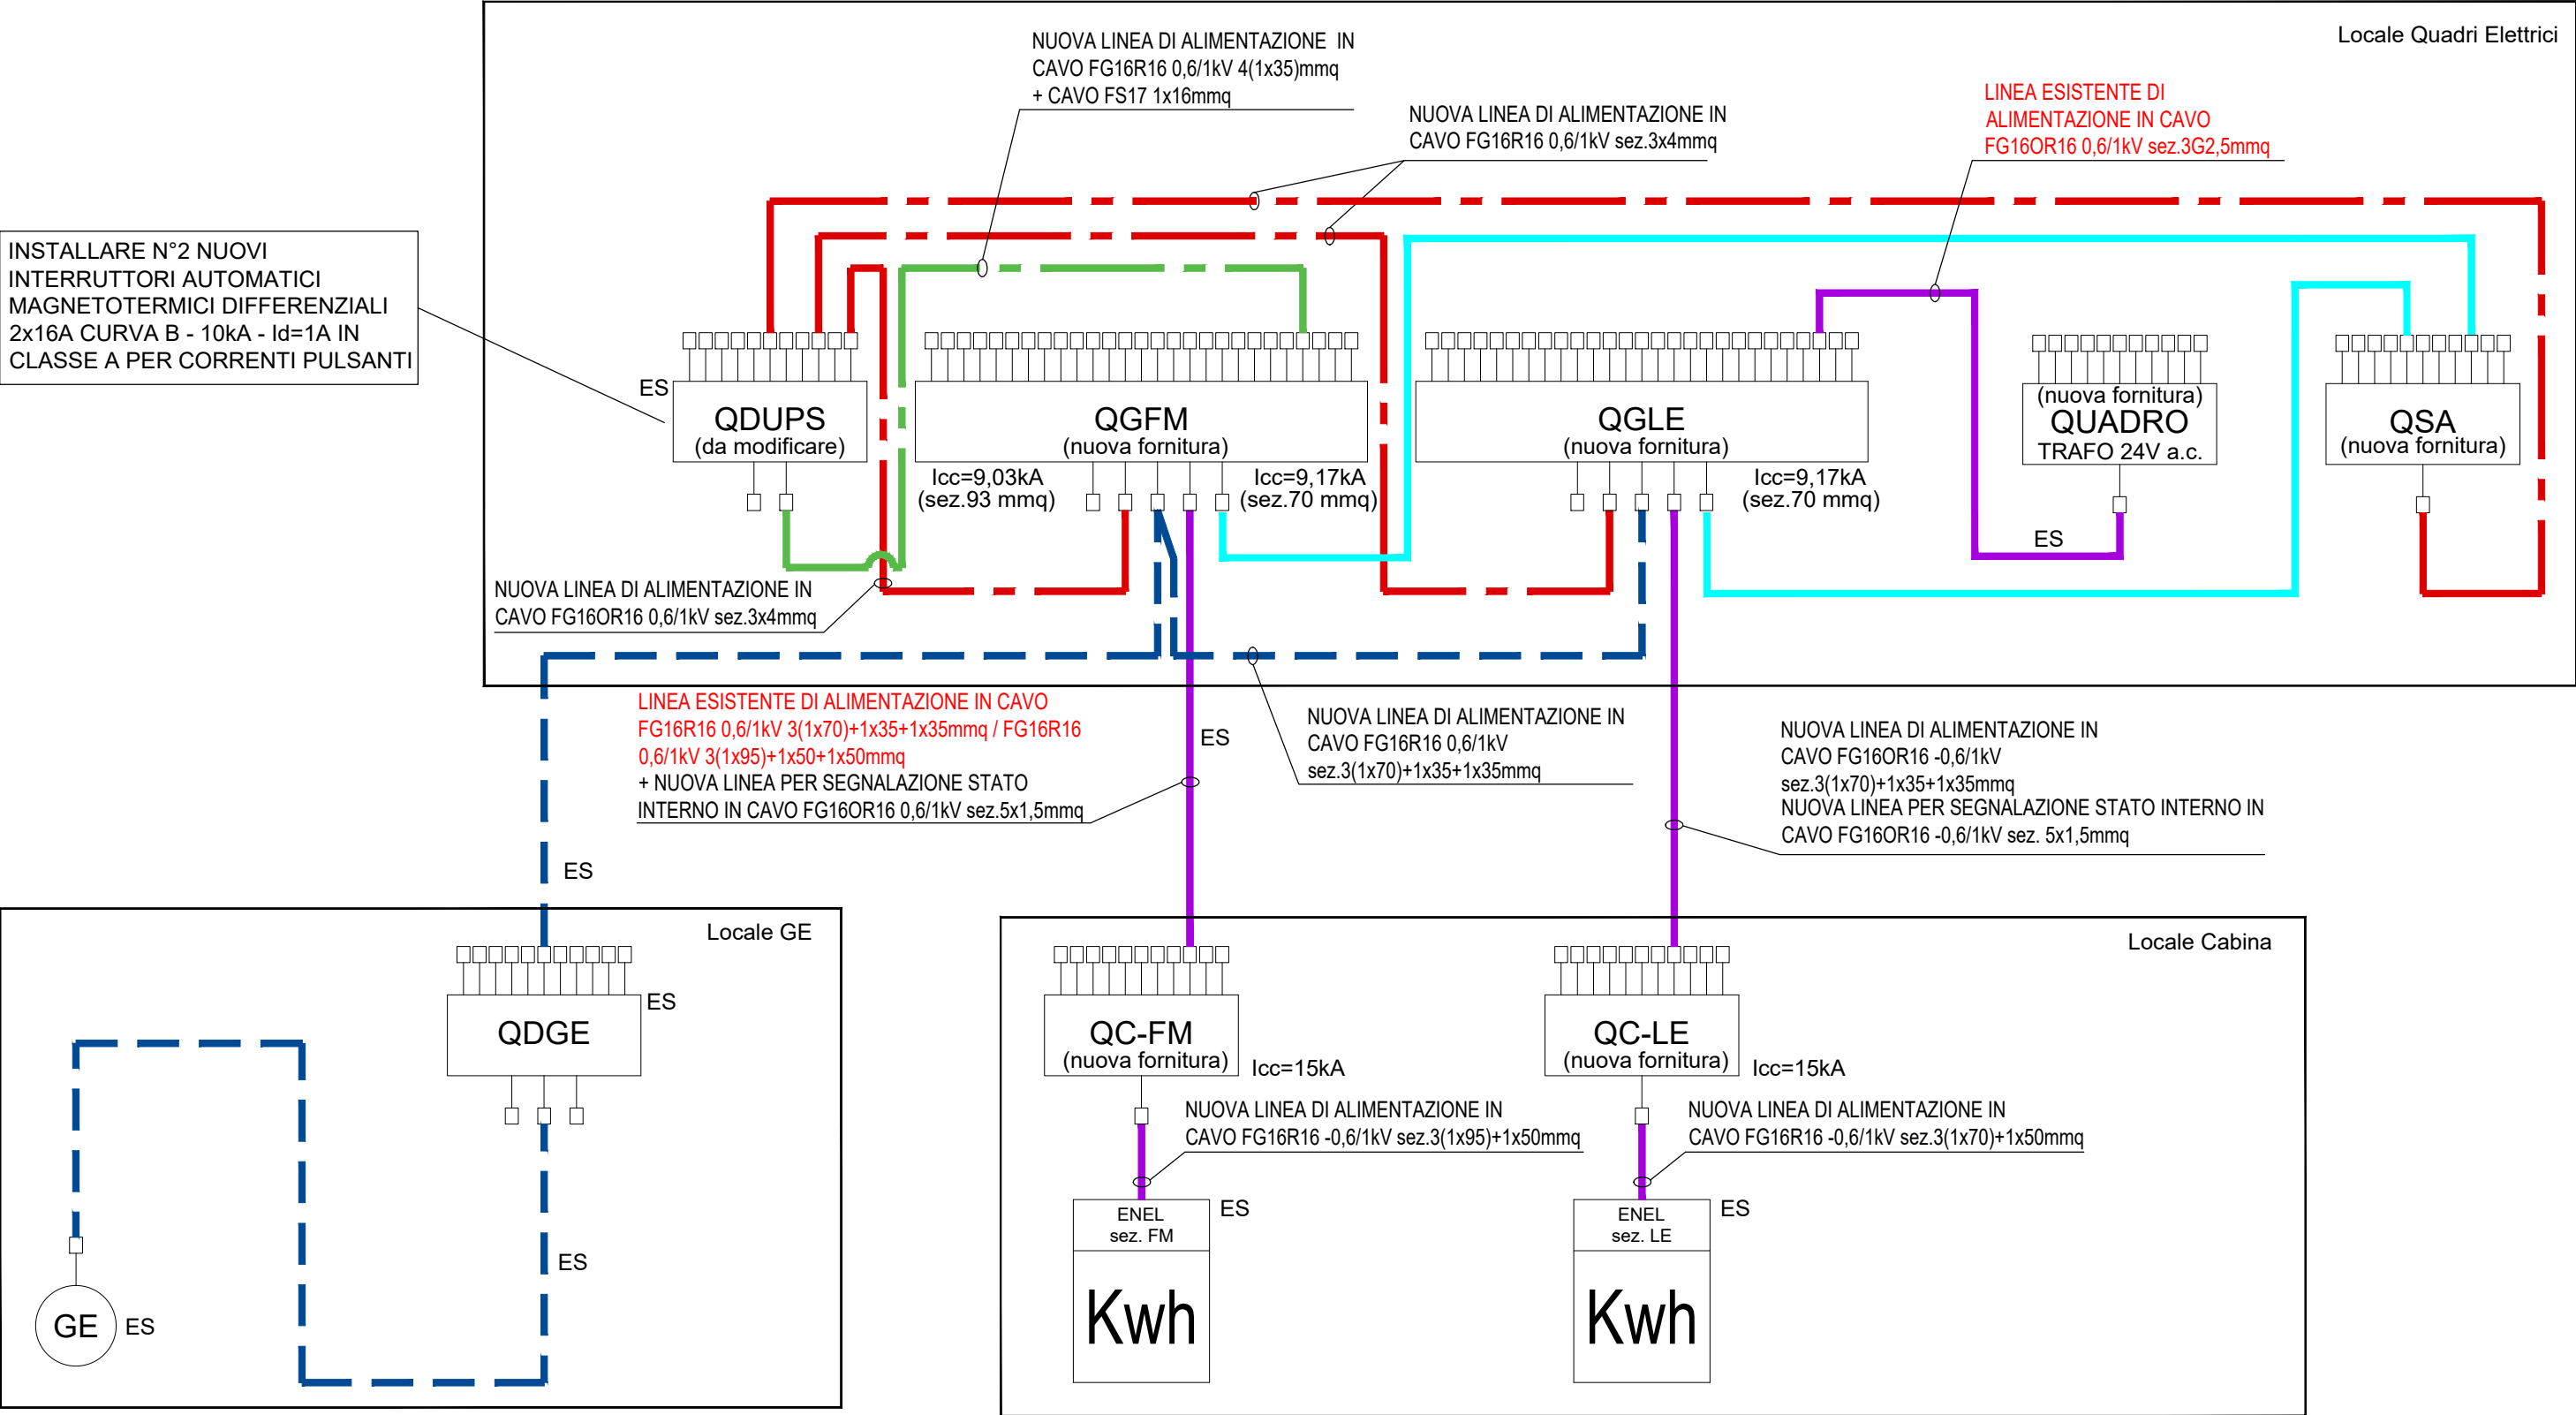 Locale Quadri Elettrici
NUOVA LINEA DI ALIMENTAZIONE IN
CAVO FG16R16 0,6/1kV 4(1x35)mmq
+ CAVO FS17 1x16mmq
NUOVA LINEA DI ALIMENTAZIONE IN
CAVO FG16R16 0,6/1kV sez.3x4mmq
LINEA ESISTENTE DI
ALIMENTAZIONE IN CAVO
FG16OR16 0,6/1kV sez.3G2,5mmq
INSTALLARE N°2 NUOVI
INTERRUTTORI AUTOMATICI
MAGNETOTERMICI DIFFERENZIALI
2x16A CURVA B - 10kA - Id=1A IN
CLASSE A PER CORRENTI PULSANTI
ES
QDUPS
(da modificare)
QGFM
(nuova fornitura)
Icc=9,03kA
(sez.93 mmq)
Icc=9,17kA
(sez.70 mmq)
QGLE
(nuova fornitura)
Icc=9,17kA
(sez.70 mmq)
(nuova fornitura)
QUADRO
TRAFO 24V a.c.
ES
QSA
(nuova fornitura)
NUOVA LINEA DI ALIMENTAZIONE IN
CAVO FG16OR16 0,6/1kV sez.3x4mmq
LINEA ESISTENTE DI ALIMENTAZIONE IN CAVO
FG16R16 0,6/1kV 3(1x70)+1x35+1x35mmq / FG16R16
0,6/1kV 3(1x95)+1x50+1x50mmq
+ NUOVA LINEA PER SEGNALAZIONE STATO
INTERNO IN CAVO FG16OR16 0,6/1kV sez.5x1,5mmq
ES
NUOVA LINEA DI ALIMENTAZIONE IN
CAVO FG16R16 0,6/1kV
sez.3(1x70)+1x35+1x35mmq
NUOVA LINEA DI ALIMENTAZIONE IN
CAVO FG16OR16 -0,6/1kV
sez.3(1x70)+1x35+1x35mmq
NUOVA LINEA PER SEGNALAZIONE STATO INTERNO IN
CAVO FG16OR16 -0,6/1kV sez. 5x1,5mmq
ES
Locale GE
ES
QDGE
ES
GE
ES
Locale Cabina
QC-FM
(nuova fornitura)
Icc=15kA
NUOVA LINEA DI ALIMENTAZIONE IN
CAVO FG16R16 -0,6/1kV sez.3(1x95)+1x50mmq
ENEL
sez. FM
ES
Kwh
QC-LE
(nuova fornitura)
Icc=15kA
NUOVA LINEA DI ALIMENTAZIONE IN
CAVO FG16R16 -0,6/1kV sez.3(1x70)+1x50mmq
ENEL
sez. LE
ES
Kwh